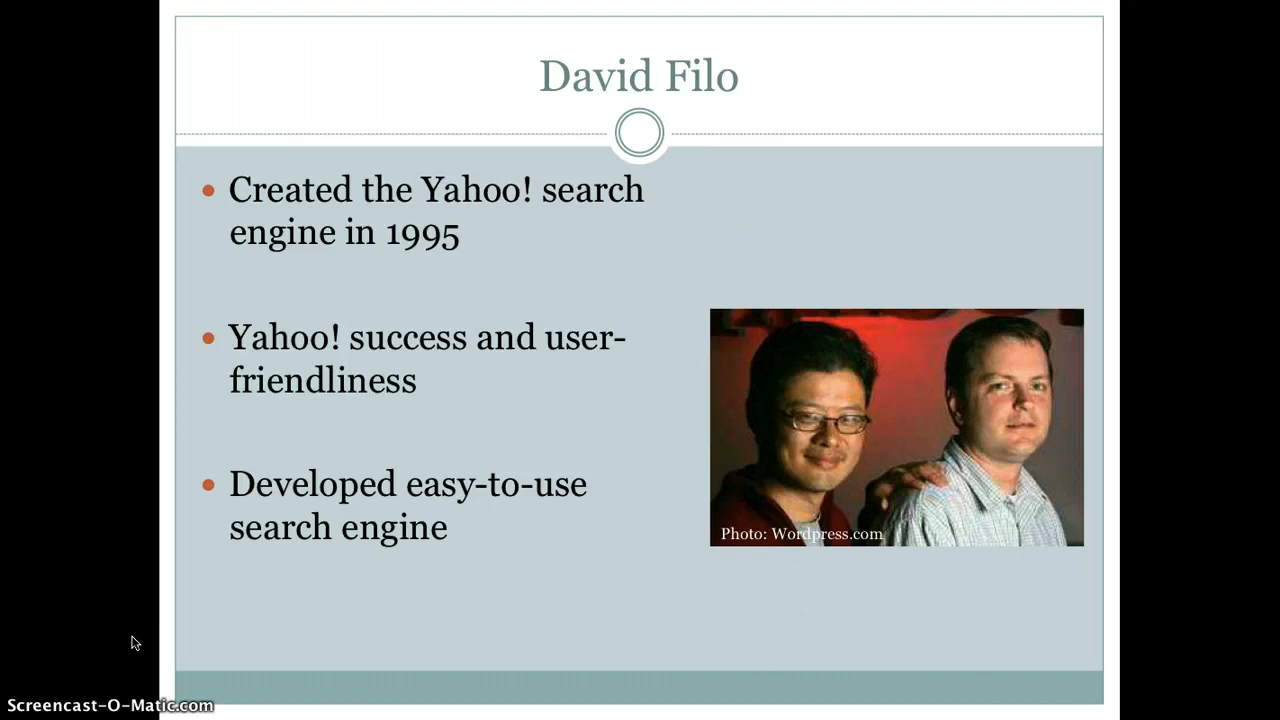 David Filo
Created the Yahoo! search
engine in 1995
Yahoo! success and user-
friendliness
Developed easy-to-use
search engine
Photo: Wordpress.com
Screencast-O-Matic.com